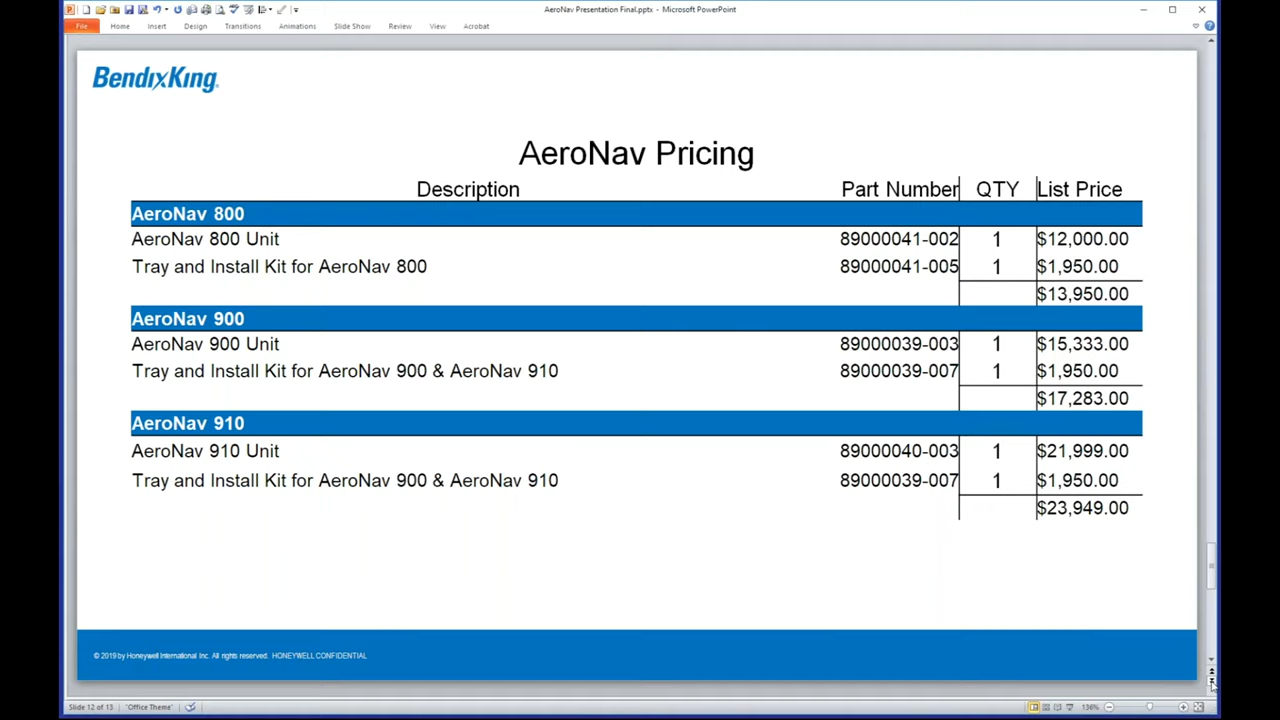 AeroNav Presentation Final.pptx - Microsoft PowerPoint
File Home Insert Design Transitions Animations Slide Show Review View Acrobat
BendixKing
AeroNav Pricing
Description Part Number QTY List Price
AeroNav 800
AeroNav 800 Unit 89000041-002 1 $12,000.00
Tray and Install Kit for AeroNav 800 89000041-005 1 $1,950.00
$13,950.00
AeroNav 900
AeroNav 900 Unit 89000039-003 1 $15,333.00
Tray and Install Kit for AeroNav 900 & AeroNav 910 89000039-007 1 $1,950.00
$17,283.00
AeroNav 910
AeroNav 910 Unit 89000040-003 1 $21,999.00
Tray and Install Kit for AeroNav 900 & AeroNav 910 89000039-007 1 $1,950.00
$23,949.00
© 2019 by Honeywell International Inc. All rights reserved. HONEYWELL CONFIDENTIAL
Slide 12 of 13 "Office Theme" 136%